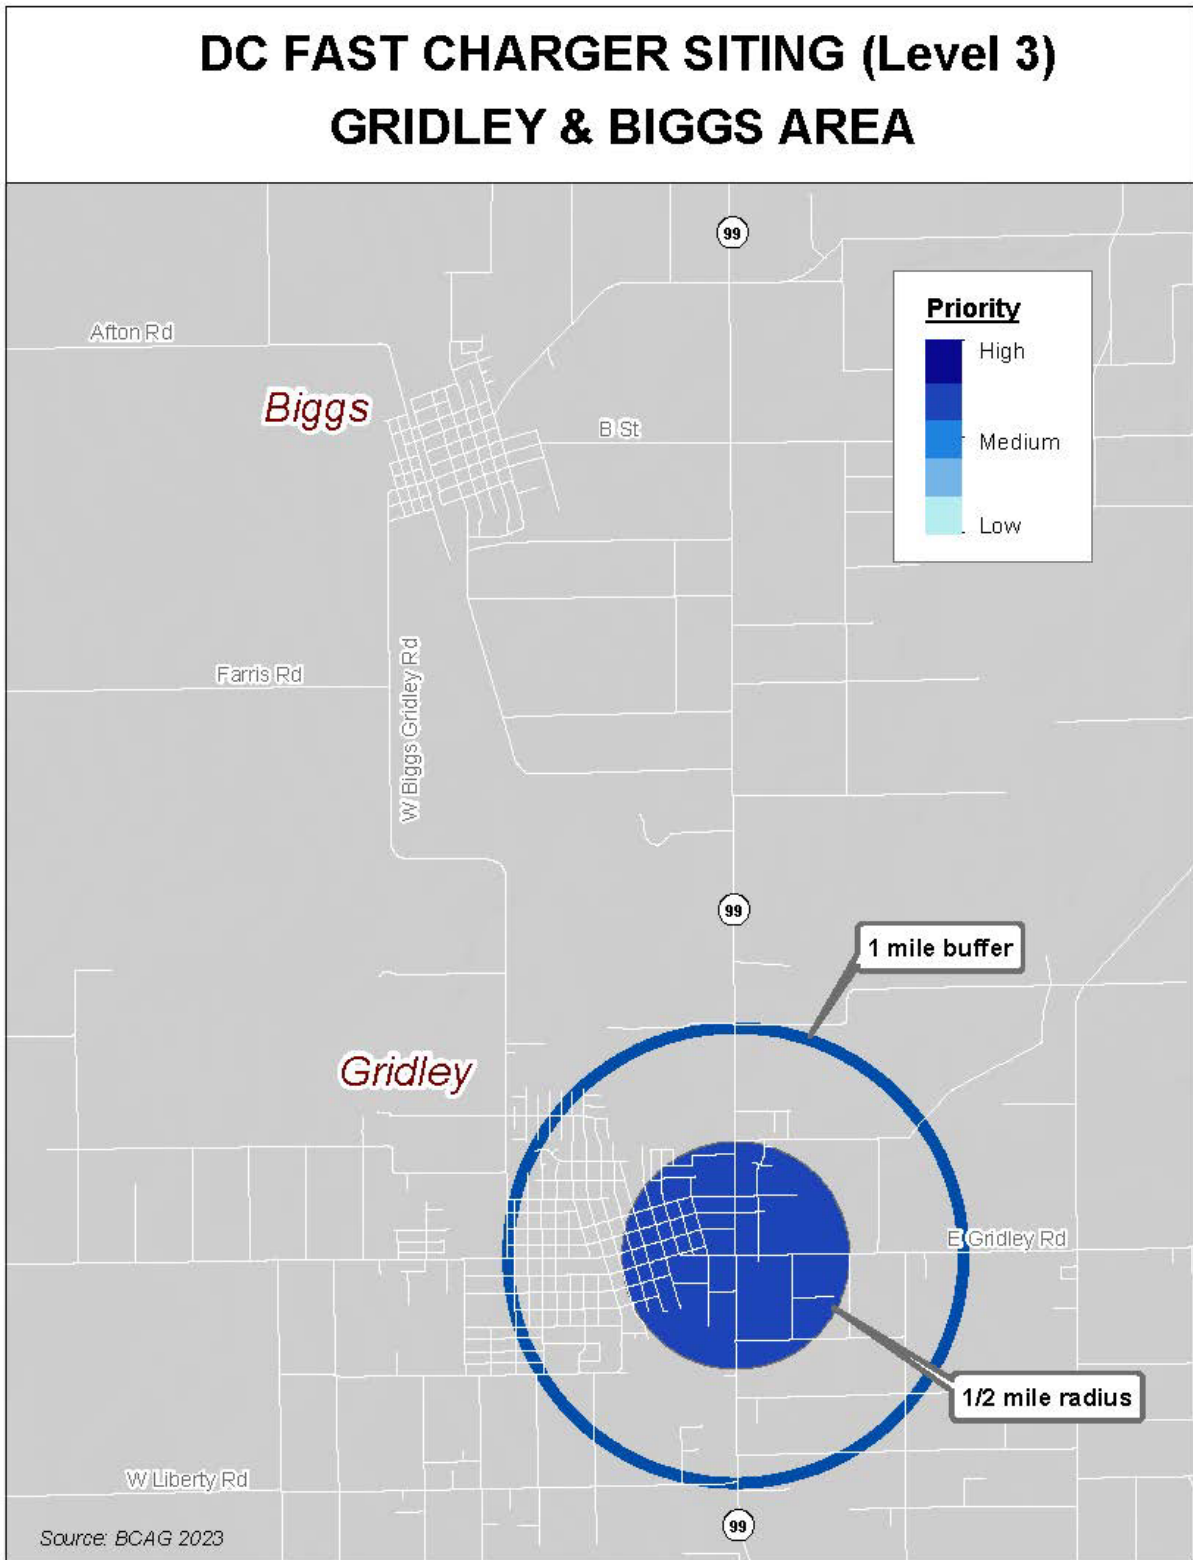 DC FAST CHARGER SITING (Level 3)
GRIDLEY & BIGGS AREA
99
Priority
High
Medium
Low
Afton Rd
Biggs
B St
Farris Rd
W Biggs Gridley Rd
99
1 mile buffer
Gridley
E Gridley Rd
1/2 mile radius
W Liberty Rd
99
Source: BCAG 2023